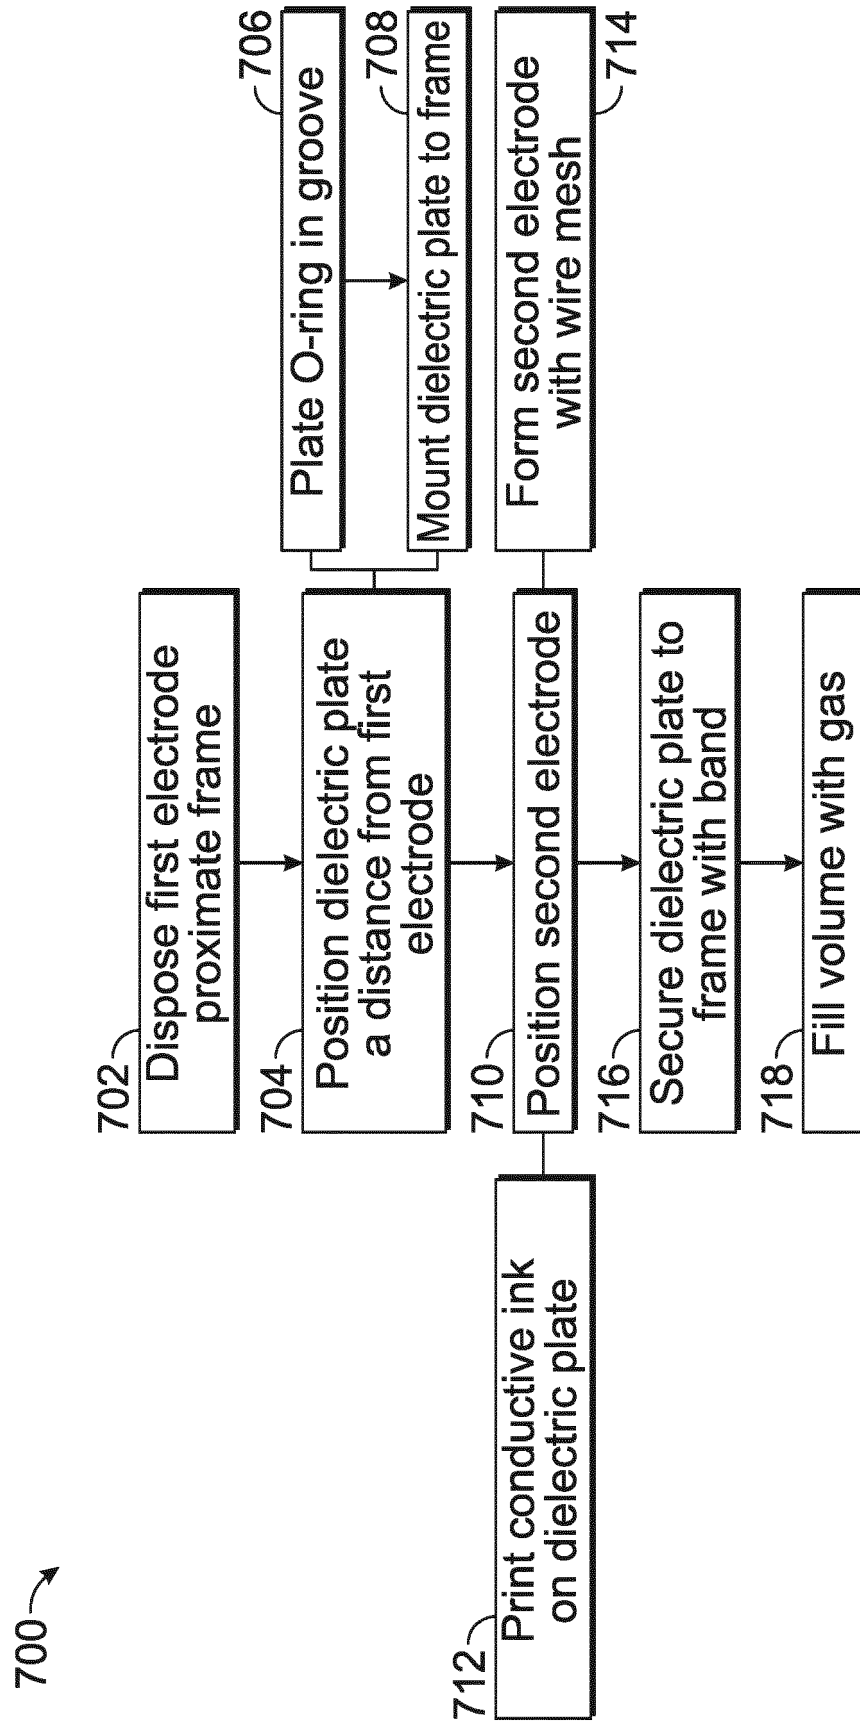 700
702
Dispose first electrode
proximate frame
704
Position dielectric plate
a distance from first
electrode
706
Plate O-ring in groove
708
Mount dielectric plate to frame
710
Position second electrode
712
Print conductive ink
on dielectric plate
714
Form second electrode
with wire mesh
716
Secure dielectric plate to
frame with band
718
Fill volume with gas